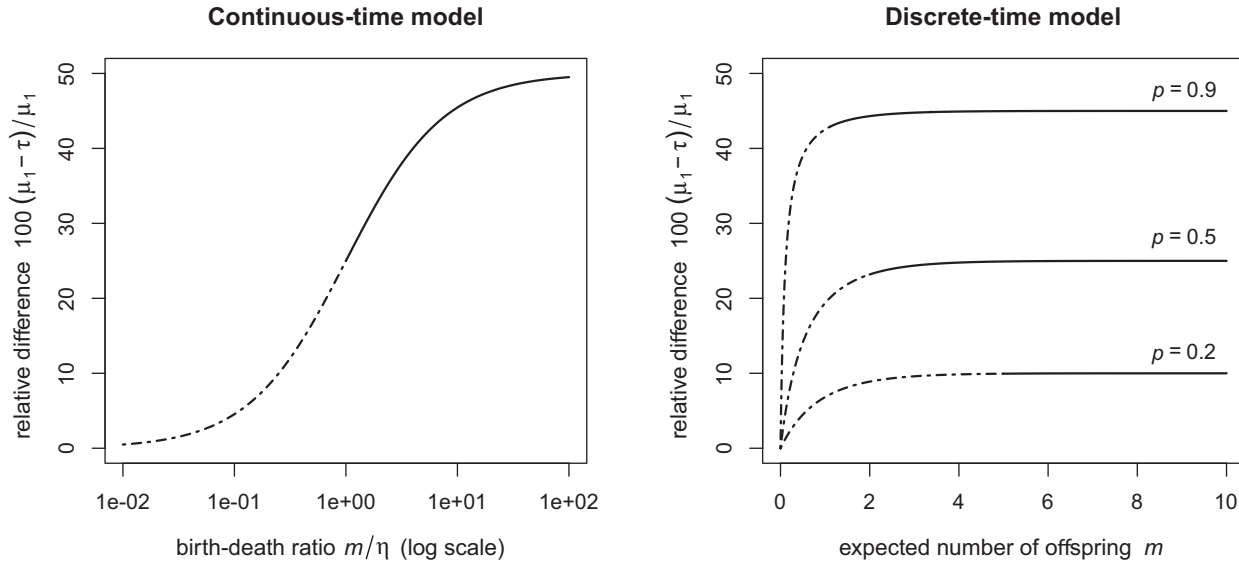 Continuous-time model
relative difference 100 (μ₁ − τ)/μ₁
50
40
30
20
10
0
1e-02 1e-01 1e+00 1e+01 1e+02
birth-death ratio m/η (log scale)
Discrete-time model
relative difference 100 (μ₁ − τ)/μ₁
50
40
30
20
10
0
p = 0.9
p = 0.5
p = 0.2
0 2 4 6 8 10
expected number of offspring m